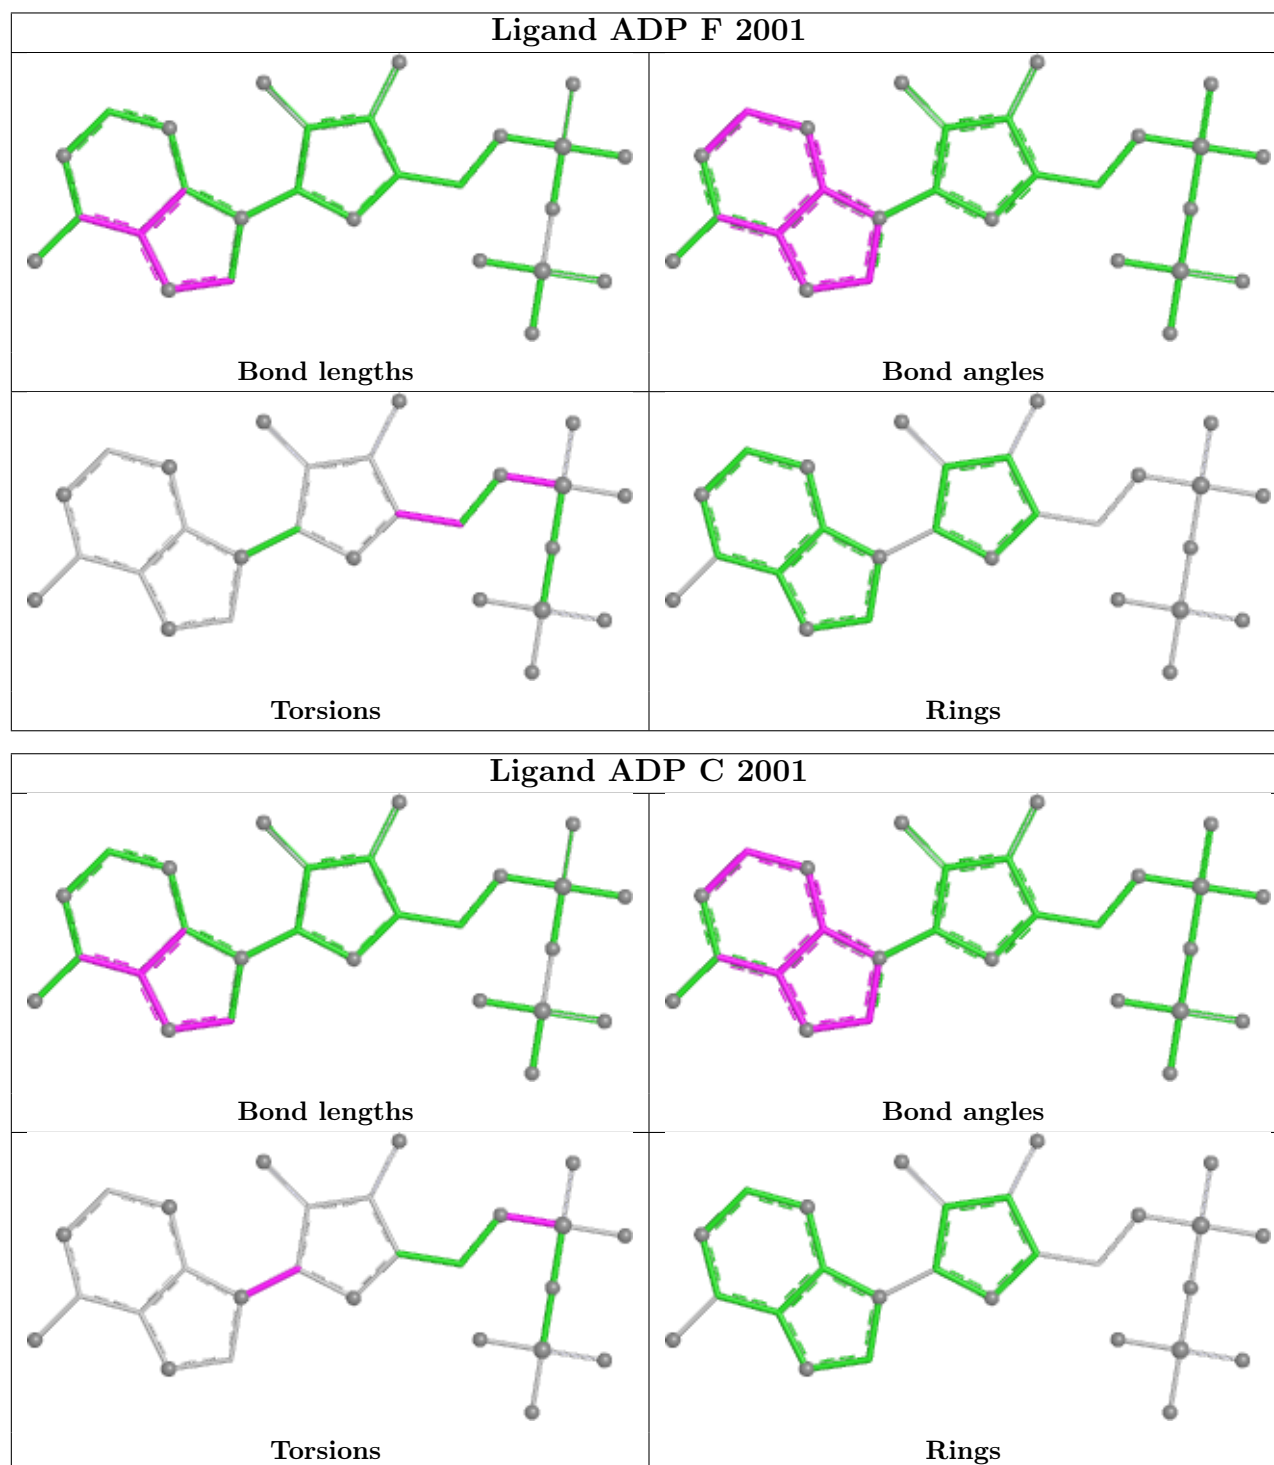 Ligand ADP F 2001
Bond lengths
Bond angles
Torsions
Rings
Ligand ADP C 2001
Bond lengths
Bond angles
Torsions
Rings